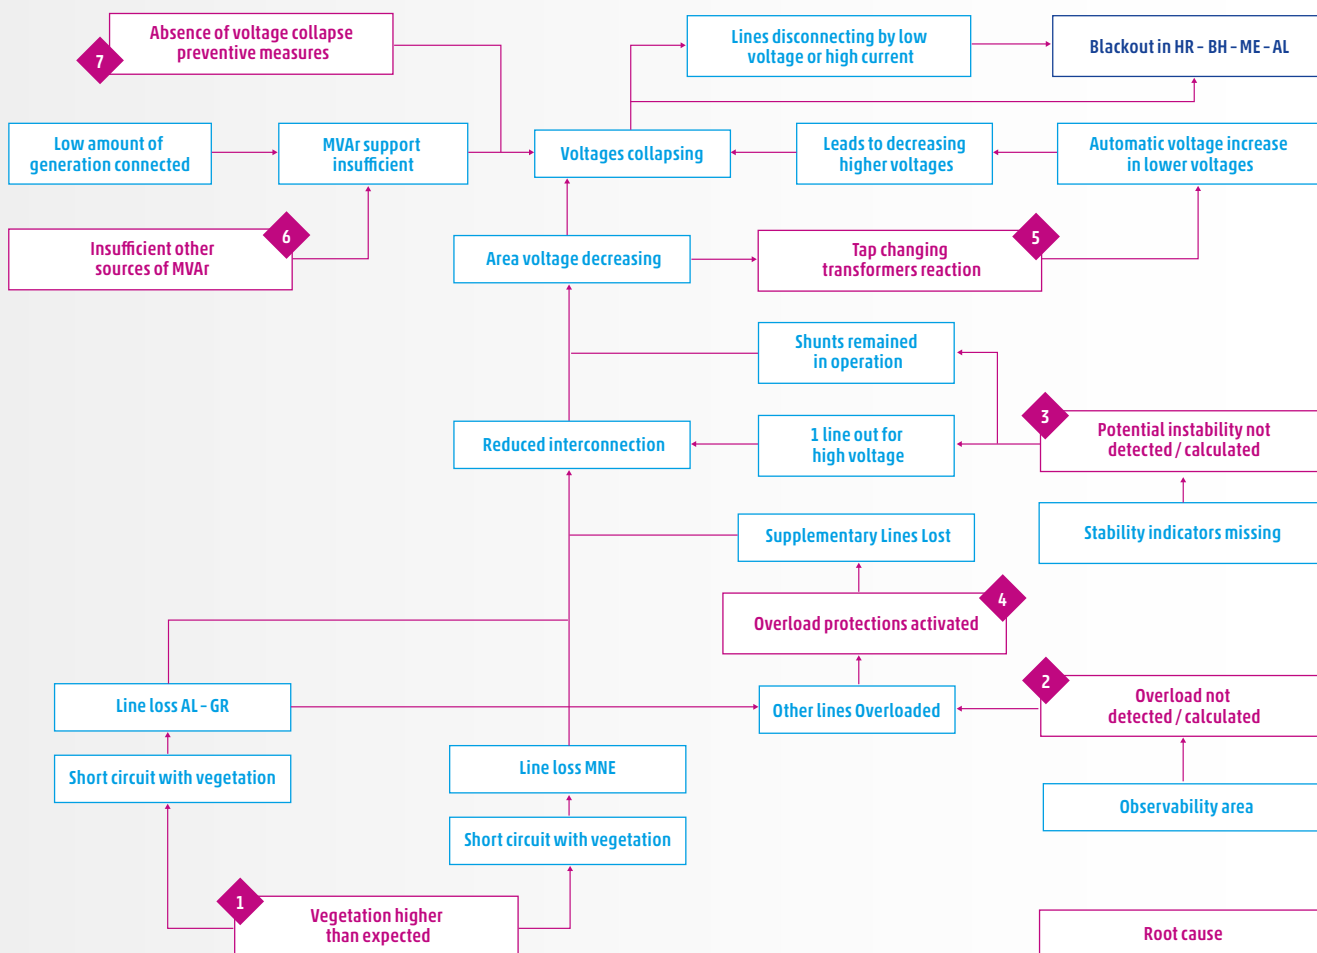 7
Absence of voltage collapse
preventive measures
Lines disconnecting by low
voltage or high current
Blackout in HR – BH – ME – AL
Low amount of
generation connected
MVAr support
insufficient
Voltages collapsing
Leads to decreasing
higher voltages
Automatic voltage increase
in lower voltages
6
Insufficient other
sources of MVAr
Area voltage decreasing
5
Tap changing
transformers reaction
Shunts remained
in operation
Reduced interconnection
1 line out for
high voltage
3
Potential instability not
detected / calculated
Supplementary Lines Lost
Stability indicators missing
4
Overload protections activated
2
Overload not
detected / calculated
Line loss AL – GR
Other lines Overloaded
Short circuit with vegetation
Line loss MNE
Observability area
Short circuit with vegetation
1
Vegetation higher
than expected
Root cause